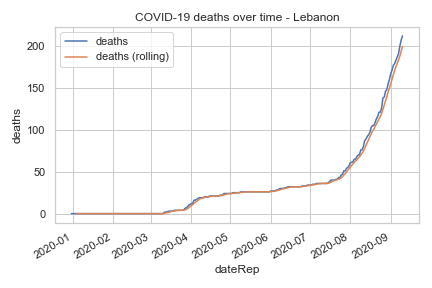 COVID-19 deaths over time - Lebanon
deaths
deaths (rolling)
200
150
100
50
0
deaths
2020-01
2020-02
2020-03
2020-04
2020-05
2020-06
2020-07
2020-08
2020-09
dateRep